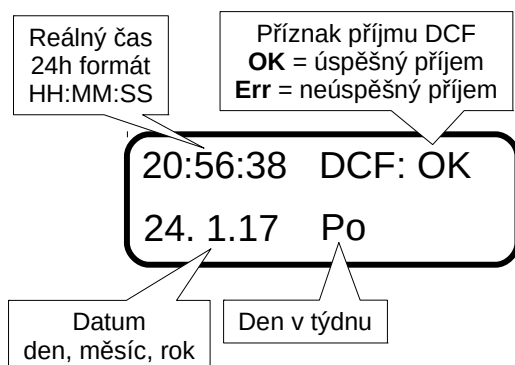 Reálný čas
24h formát
HH:MM:SS
Příznak příjmu DCF
OK = úspěšný příjem
Err = neúspěšný příjem
20:56:38 DCF: OK
24. 1.17 Po
Datum
den, měsíc, rok
Den v týdnu